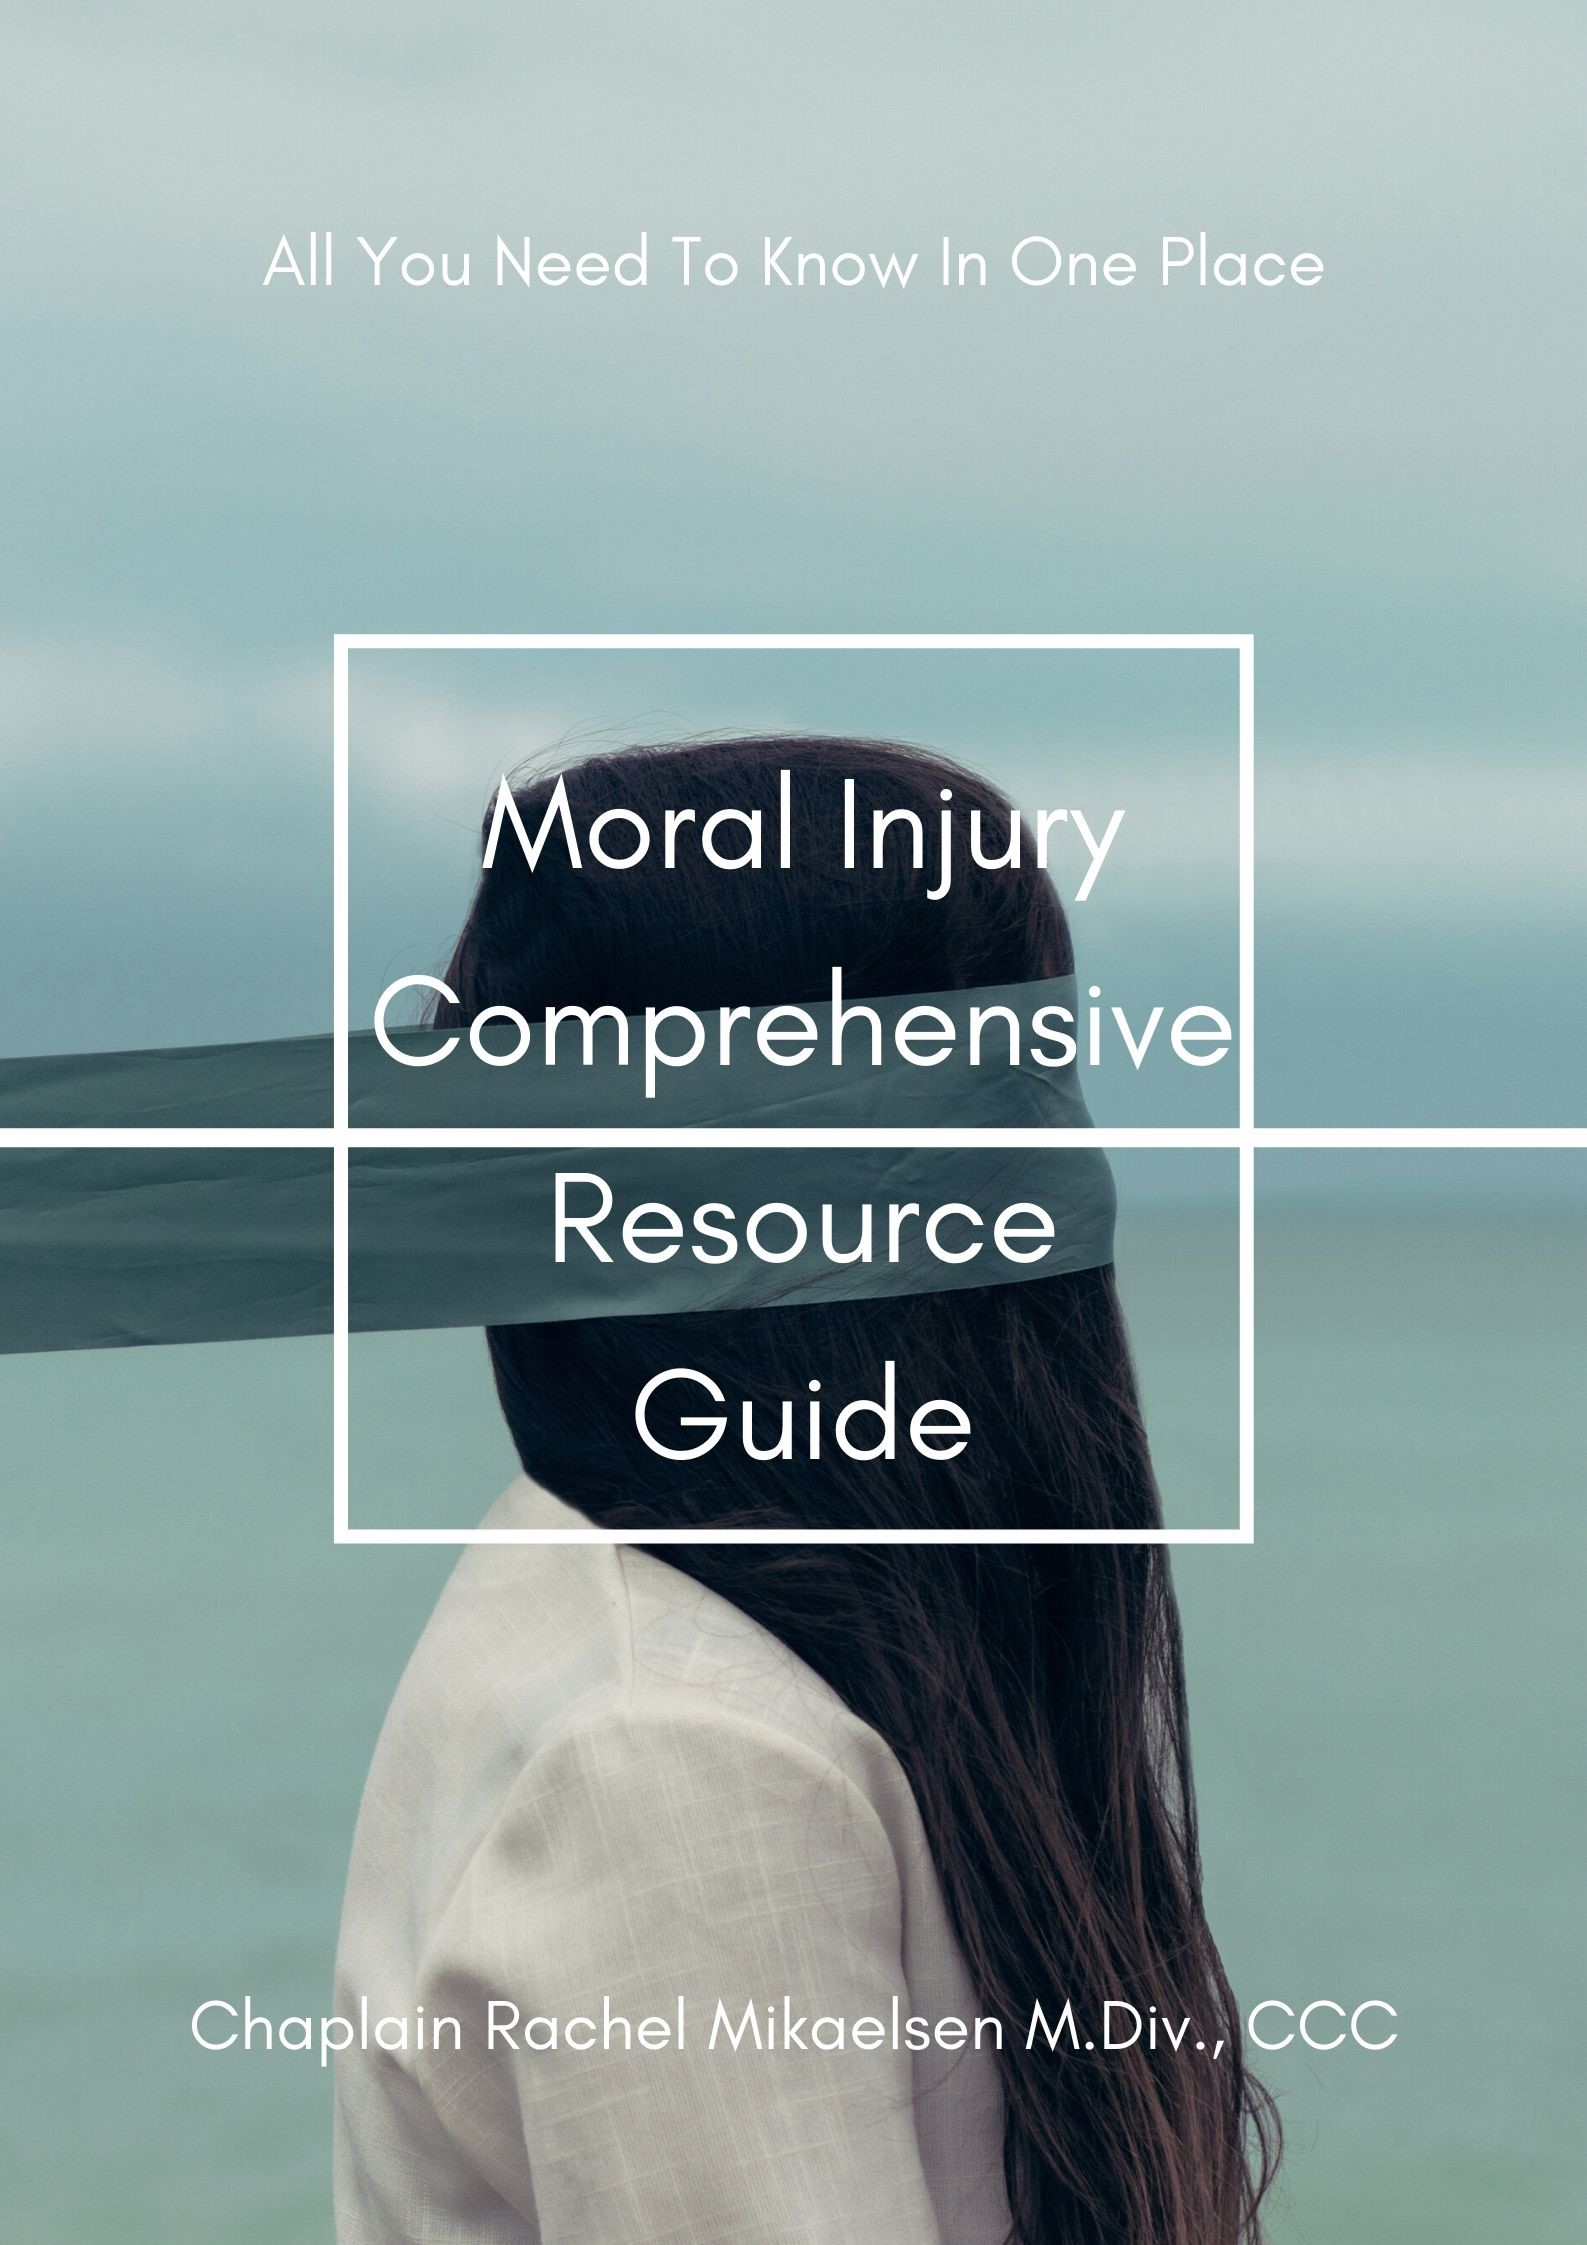 All You Need To Know In One Place
Moral Injury
Comprehensive
Resource
Guide
Chaplain Rachel Mikaelsen M.Div., CCC